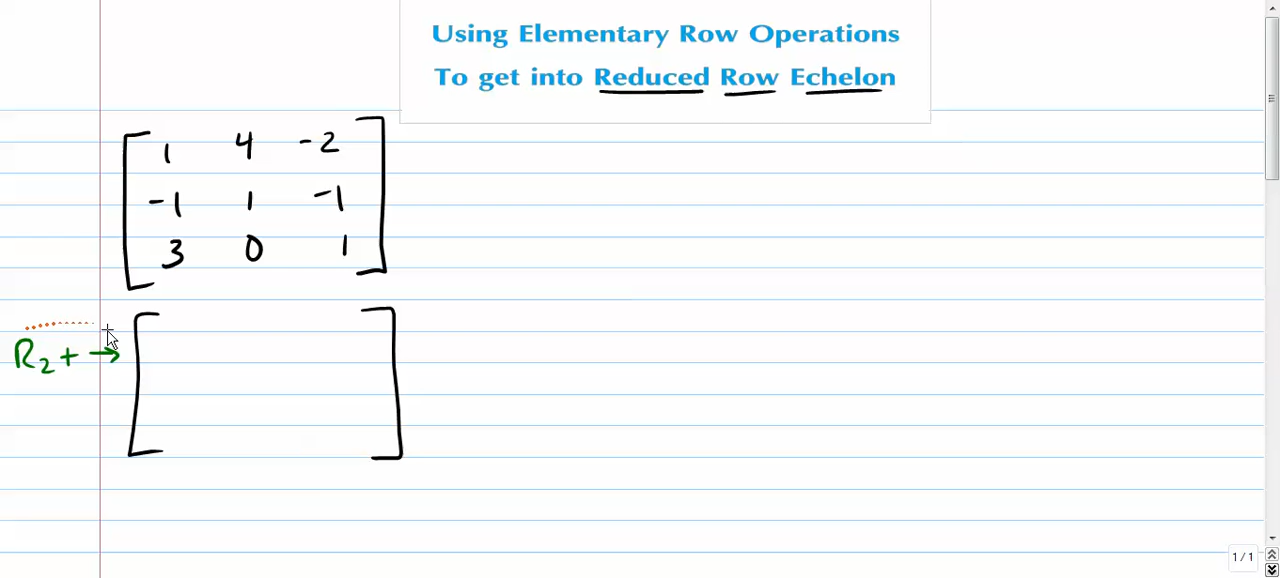 Using Elementary Row Operations
To get into Reduced Row Echelon
1 4 -2
-1 1 -1
3 0 1
R2 + →
1 / 1